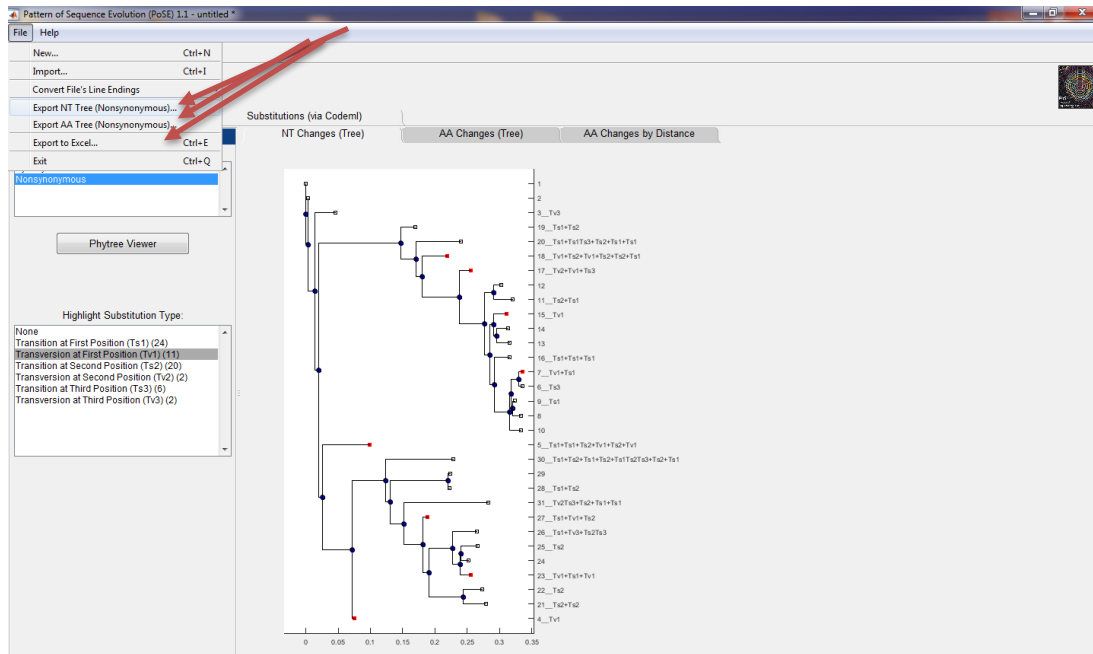 Pattern of Sequence Evolution (PoSE) 1.1 - untitled *
File Help
New... Ctrl+N
Import... Ctrl+I
Convert File's Line Endings
Export NT Tree (Nonsynonymous)...
Export AA Tree (Nonsynonymous)...
Export to Excel... Ctrl+E
Exit Ctrl+Q
Nonsynonymous
Phytree Viewer
Highlight Substitution Type:
None
Transition at First Position (Ts1) (24)
Transversion at First Position (Tv1) (11)
Transition at Second Position (Ts2) (20)
Transversion at Second Position (Tv2) (2)
Transition at Third Position (Ts3) (6)
Transversion at Third Position (Tv3) (2)
Substitutions (via Codeml)
NT Changes (Tree) AA Changes (Tree) AA Changes by Distance
1
2
3__Tv3
19__Ts1+Ts2
20__Ts1+Ts1Ts3+Ts2+Ts1+Ts1
18__Tv1+Ts2+Tv1+Ts2+Ts2+Ts1
17__Tv2+Tv1+Ts3
12
11__Ts2+Ts1
15__Tv1
14
13
16__Ts1+Ts1+Ts1
7__Tv1+Ts1
6__Ts3
9__Ts1
8
10
5__Ts1+Ts1+Ts2+Tv1+Ts2+Tv1
30__Ts1+Ts2+Ts1+Ts2+Ts1Ts2Ts3+Ts2+Ts1
29
28__Ts1+Ts2
31__Tv2Ts3+Ts2+Ts1+Ts1
27__Ts1+Tv1+Ts2
26__Ts1+Tv3+Ts2Ts3
25__Ts2
24
23__Tv1+Ts1+Tv1
22__Ts2
21__Ts2+Ts2
4__Tv1
0 0.05 0.1 0.15 0.2 0.25 0.3 0.35